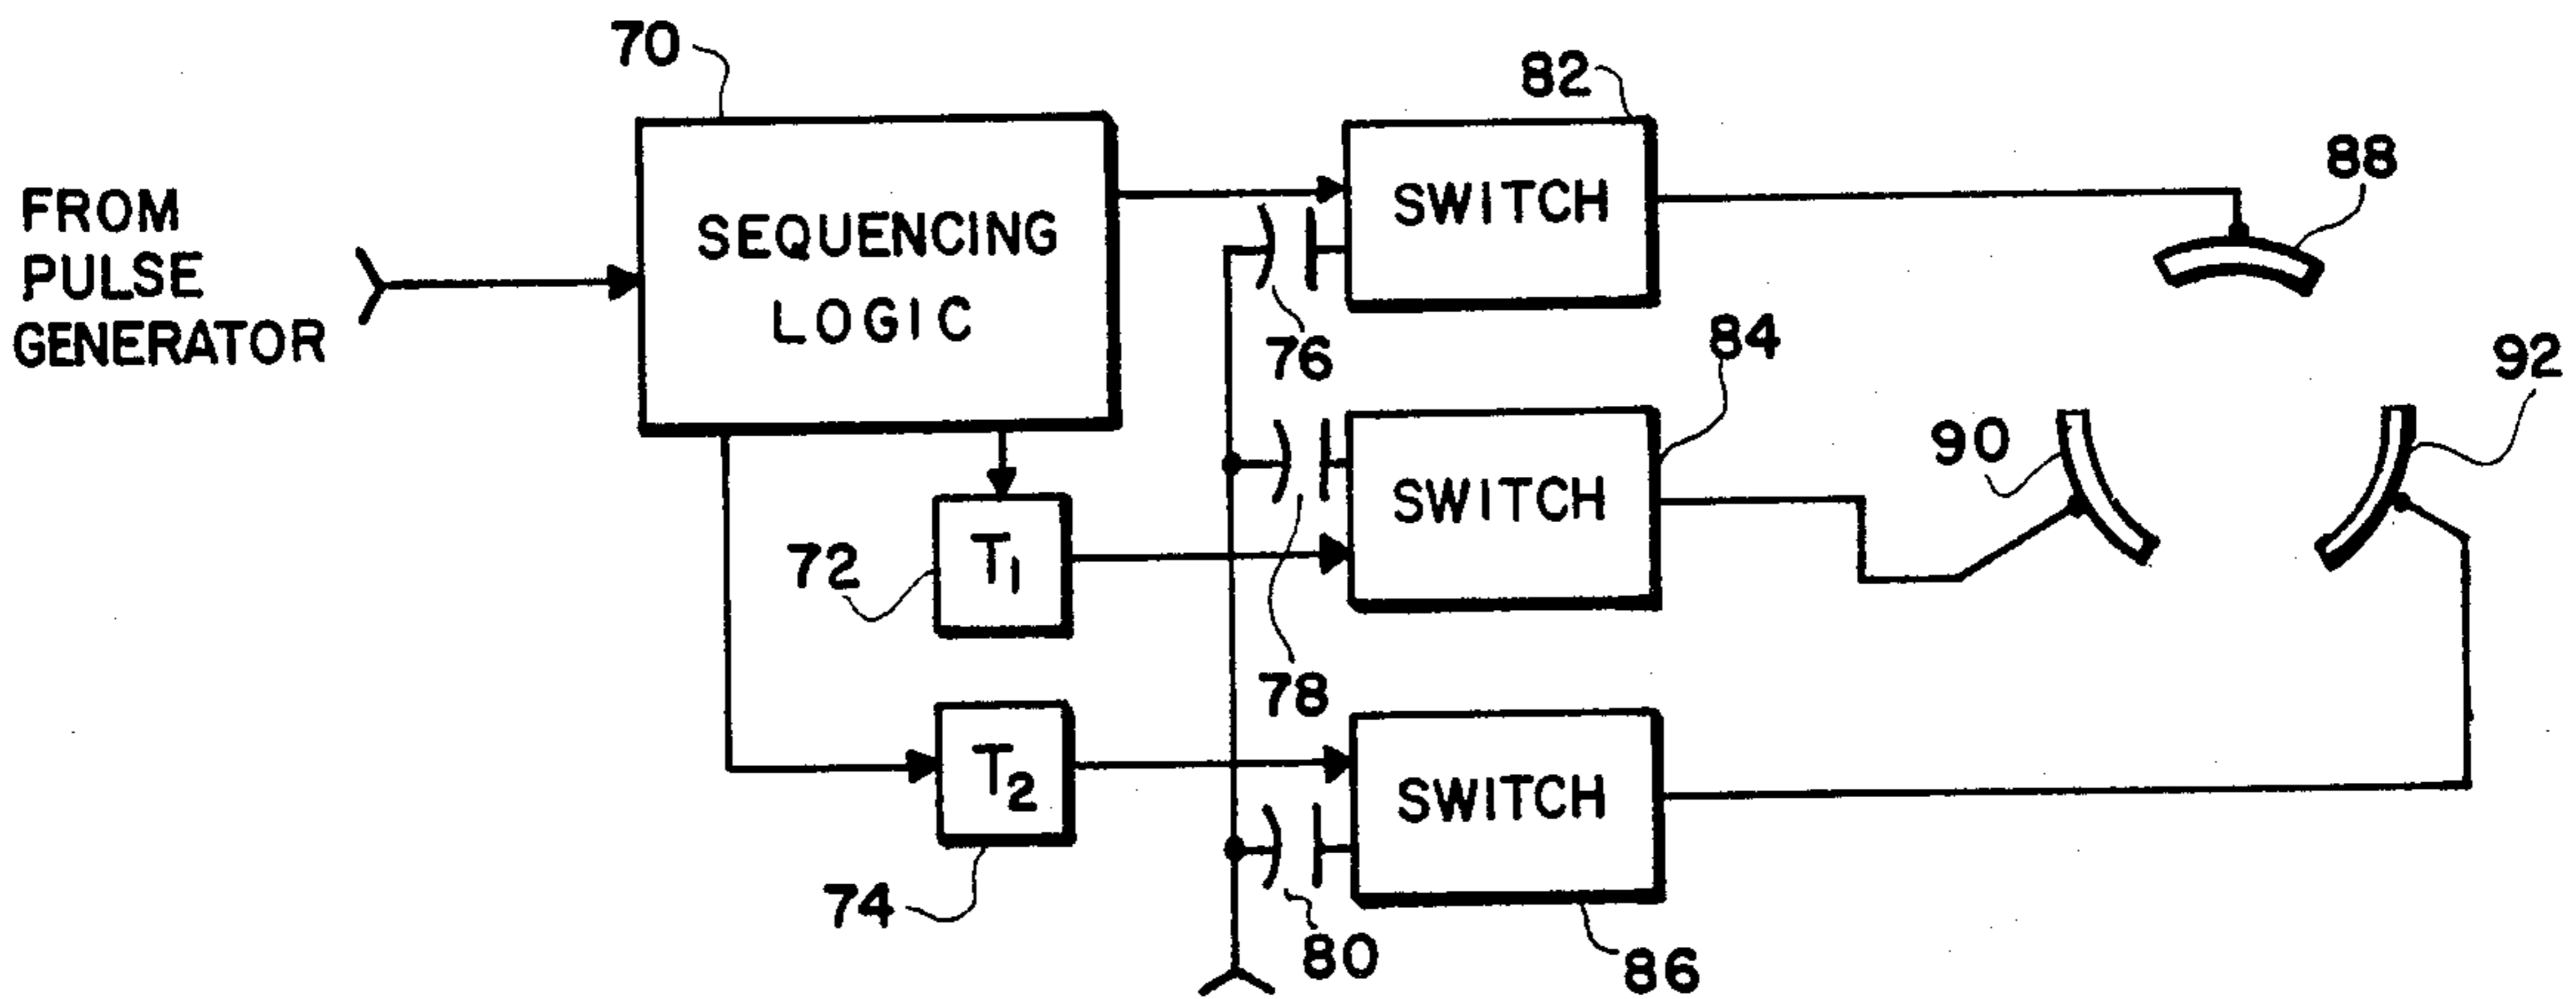 70
82
88
FROM
PULSE
GENERATOR
SEQUENCING
LOGIC
SWITCH
76
84
92
90
72
T1
SWITCH
78
T2
SWITCH
74
80
86